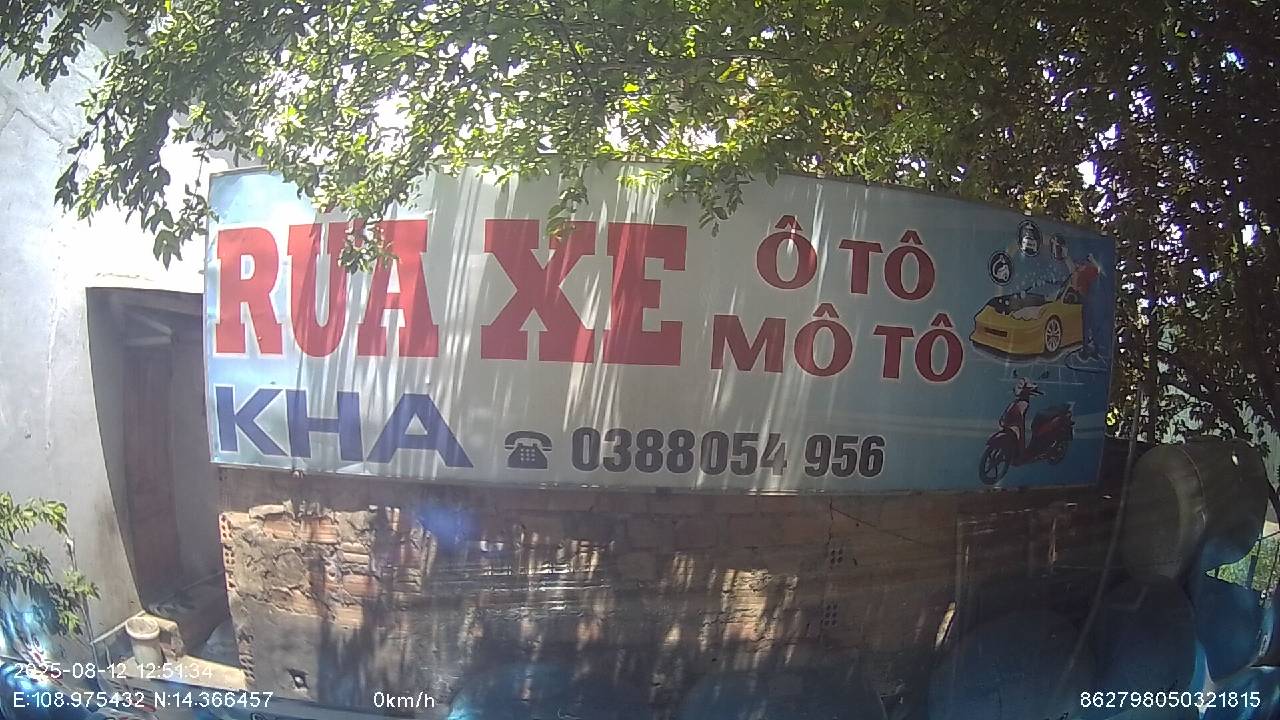 RỬA XE
Ô TÔ
MÔ TÔ
KHA
0388054 956
2025-08-12 12:51:34
E:108.975432 N:14.366457
0km/h
862798050321815